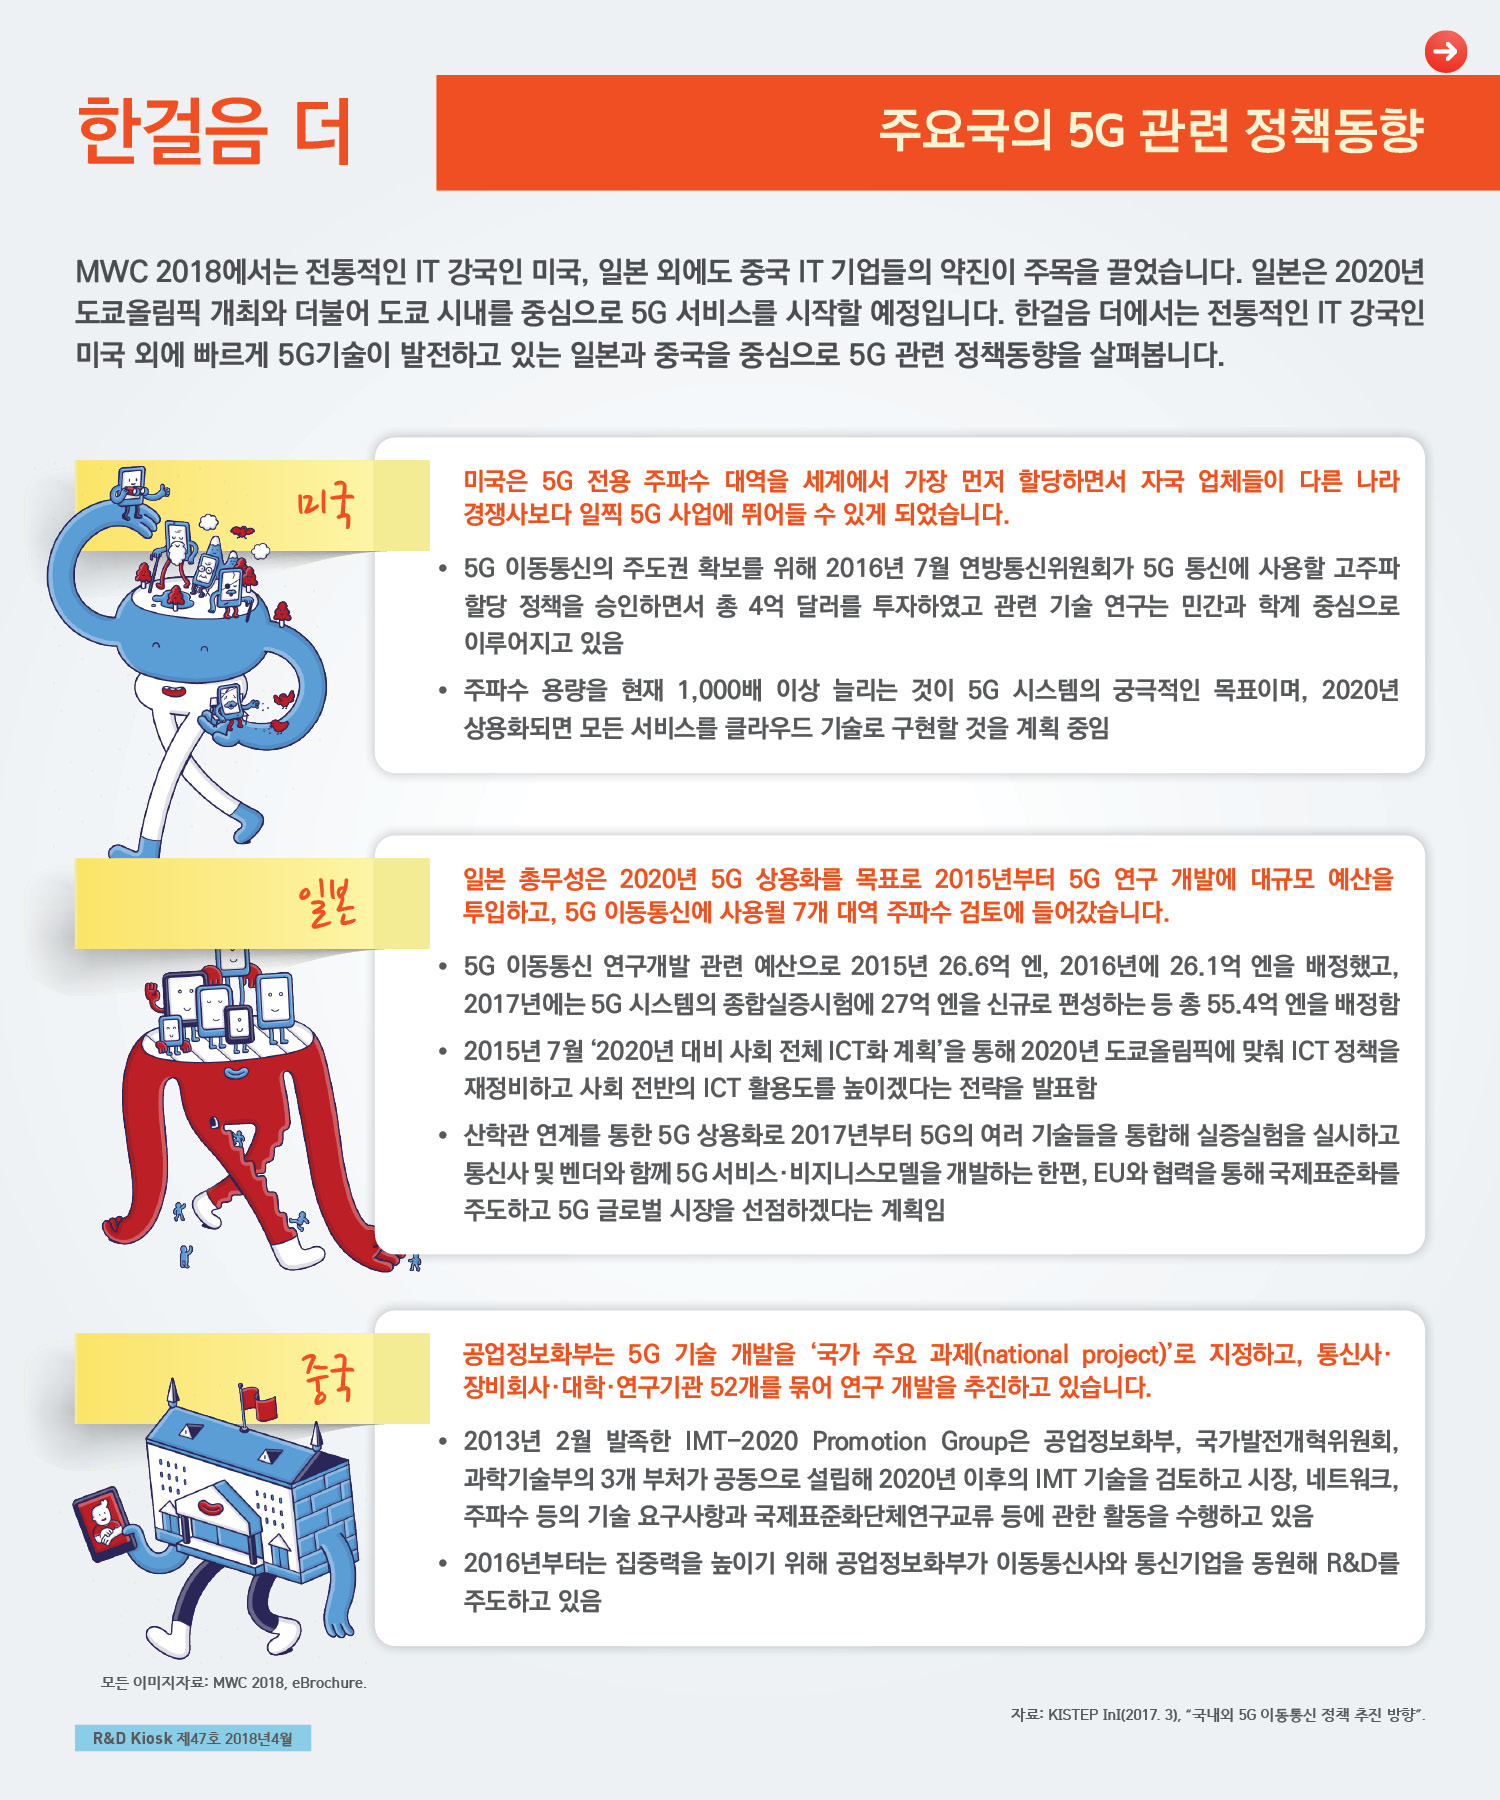 한걸음 더
주요국의 5G 관련 정책동향
MWC 2018에서는 전통적인 IT 강국인 미국, 일본 외에도 중국 IT 기업들의 약진이 주목을 끌었습니다. 일본은 2020년
도쿄올림픽 개최와 더불어 도쿄 시내를 중심으로 5G 서비스를 시작할 예정입니다. 한걸음 더에서는 전통적인 IT 강국인
미국 외에 빠르게 5G기술이 발전하고 있는 일본과 중국을 중심으로 5G 관련 정책동향을 살펴봅니다.
미국
미국은 5G 전용 주파수 대역을 세계에서 가장 먼저 할당하면서 자국 업체들이 다른 나라
경쟁사보다 일찍 5G 사업에 뛰어들 수 있게 되었습니다.
• 5G 이동통신의 주도권 확보를 위해 2016년 7월 연방통신위원회가 5G 통신에 사용할 고주파
할당 정책을 승인하면서 총 4억 달러를 투자하였고 관련 기술 연구는 민간과 학계 중심으로
이루어지고 있음
• 주파수 용량을 현재 1,000배 이상 늘리는 것이 5G 시스템의 궁극적인 목표이며, 2020년
상용화되면 모든 서비스를 클라우드 기술로 구현할 것을 계획 중임
일본
일본 총무성은 2020년 5G 상용화를 목표로 2015년부터 5G 연구 개발에 대규모 예산을
투입하고, 5G 이동통신에 사용될 7개 대역 주파수 검토에 들어갔습니다.
• 5G 이동통신 연구개발 관련 예산으로 2015년 26.6억 엔, 2016년에 26.1억 엔을 배정했고,
2017년에는 5G 시스템의 종합실증시험에 27억 엔을 신규로 편성하는 등 총 55.4억 엔을 배정함
• 2015년 7월 ‘2020년 대비 사회 전체 ICT화 계획’을 통해 2020년 도쿄올림픽에 맞춰 ICT 정책을
재정비하고 사회 전반의 ICT 활용도를 높이겠다는 전략을 발표함
• 산학관 연계를 통한 5G 상용화로 2017년부터 5G의 여러 기술들을 통합해 실증실험을 실시하고
통신사 및 벤더와 함께 5G 서비스·비지니스모델을 개발하는 한편, EU와 협력을 통해 국제표준화를
주도하고 5G 글로벌 시장을 선점하겠다는 계획임
중국
공업정보화부는 5G 기술 개발을 ‘국가 주요 과제(national project)’로 지정하고, 통신사·
장비회사·대학·연구기관 52개를 묶어 연구 개발을 추진하고 있습니다.
• 2013년 2월 발족한 IMT-2020 Promotion Group은 공업정보화부, 국가발전개혁위원회,
과학기술부의 3개 부처가 공동으로 설립해 2020년 이후의 IMT 기술을 검토하고 시장, 네트워크,
주파수 등의 기술 요구사항과 국제표준화단체연구교류 등에 관한 활동을 수행하고 있음
• 2016년부터는 집중력을 높이기 위해 공업정보화부가 이동통신사와 통신기업을 동원해 R&D를
주도하고 있음
모든 이미지자료: MWC 2018, eBrochure.
자료: KISTEP InI(2017. 3), “국내외 5G 이동통신 정책 추진 방향”.
R&D Kiosk 제47호 2018년4월